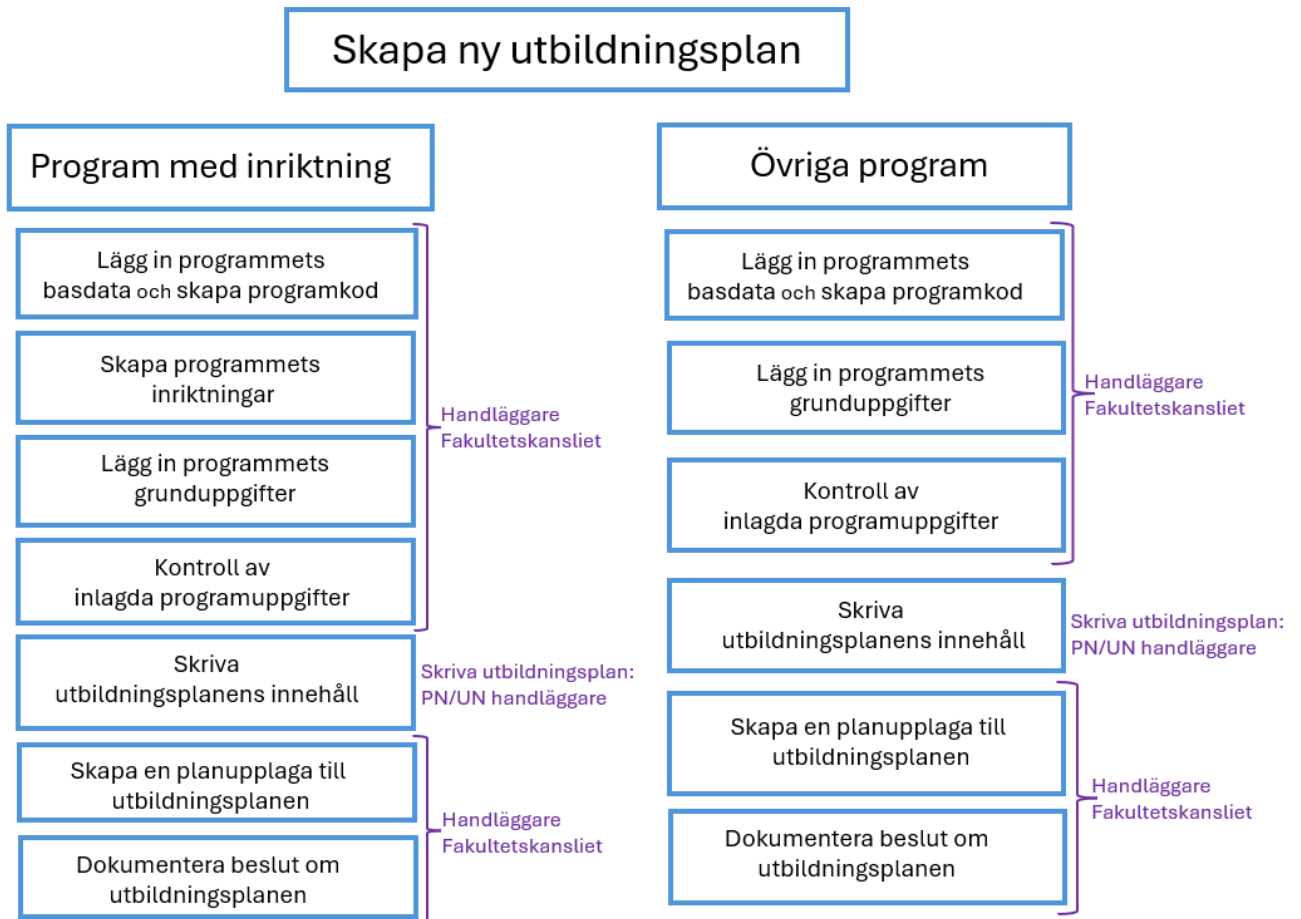 Skapa ny utbildningsplan
Program med inriktning
Lägg in programmets
basdata och skapa programkod
Skapa programmets
inriktningar
Lägg in programmets
grunduppgifter
Kontroll av
inlagda programuppgifter
Handläggare
Fakultetskansliet
Skriva
utbildningsplanens innehåll
Skriva utbildningsplan:
PN/UN handläggare
Skapa en planupplaga till
utbildningsplanen
Dokumentera beslut om
utbildningsplanen
Handläggare
Fakultetskansliet
Övriga program
Lägg in programmets
basdata och skapa programkod
Lägg in programmets
grunduppgifter
Kontroll av
inlagda programuppgifter
Handläggare
Fakultetskansliet
Skriva
utbildningsplanens innehåll
Skriva utbildningsplan:
PN/UN handläggare
Skapa en planupplaga till
utbildningsplanen
Dokumentera beslut om
utbildningsplanen
Handläggare
Fakultetskansliet